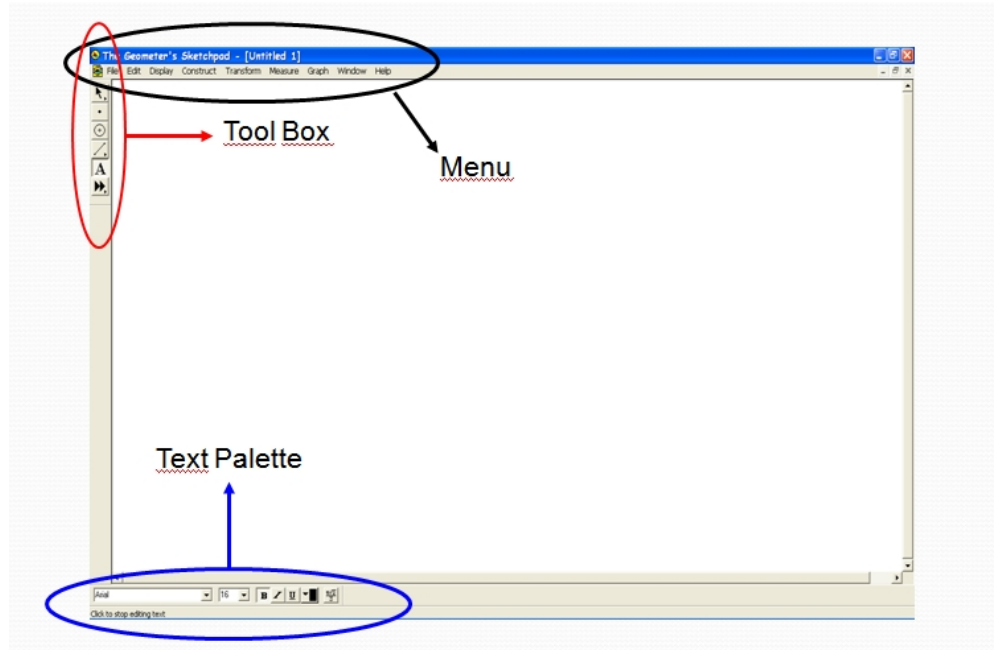 The Geometer's Sketchpad - [Untitled 1]
File Edit Display Construct Transform Measure Graph Window Help
A
Tool Box
Menu
Text Palette
Arial 16 B I U
Click to stop editing text